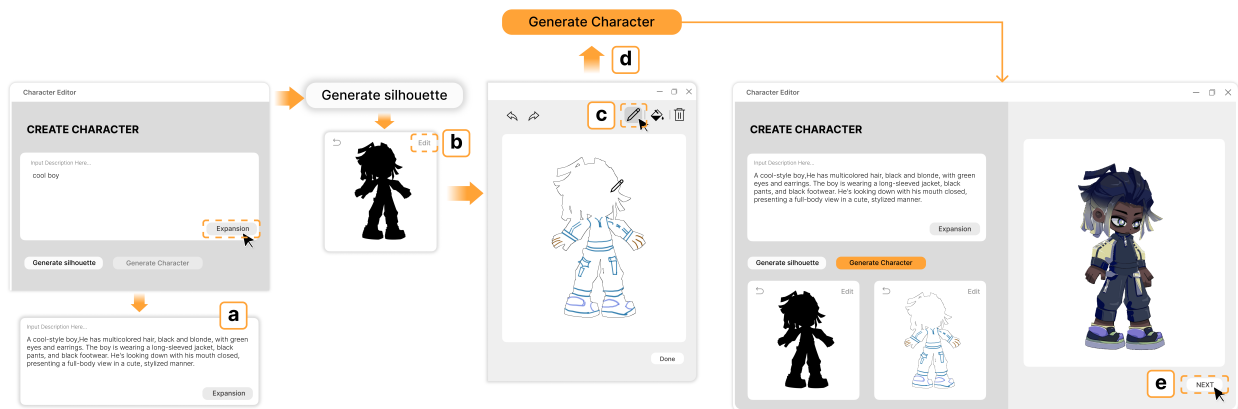 Generate Character
d
Character Editor
CREATE CHARACTER
Input Description Here...
cool boy
Expansion
Generate silhouette
Generate Character
a
Input Description Here...
A cool-style boy,He has multicolored hair, black and blonde, with green
eyes and earrings. The boy is wearing a long-sleeved jacket, black
pants, and black footwear. He's looking down with his mouth closed,
presenting a full-body view in a cute, stylized manner.
Expansion
Generate silhouette
Edit
b
c
Done
Character Editor
CREATE CHARACTER
Input Description Here...
A cool-style boy,He has multicolored hair, black and blonde, with green
eyes and earrings. The boy is wearing a long-sleeved jacket, black
pants, and black footwear. He's looking down with his mouth closed,
presenting a full-body view in a cute, stylized manner.
Expansion
Generate silhouette
Generate Character
Edit
Edit
e
NEXT